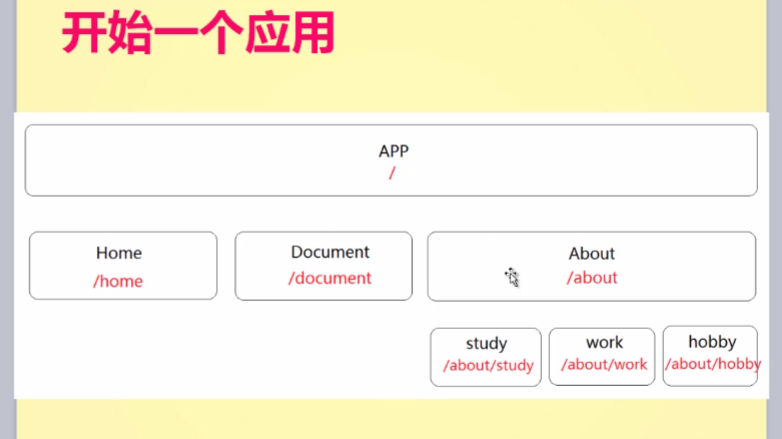 开始一个应用
APP
/
Home
/home
Document
/document
About
/about
study
/about/study
work
/about/work
hobby
/about/hobby